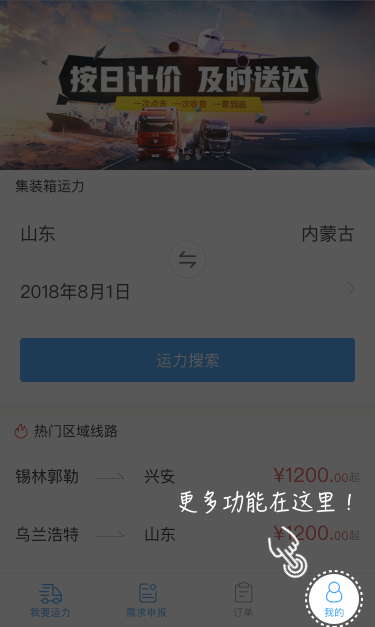 按日计价 及时送达
一次点击 一次收费 一票到底
集装箱运力
山东
内蒙古
2018年8月1日
运力搜索
热门区域线路
锡林郭勒
兴安
¥1200.00起
更多功能在这里！
乌兰浩特
山东
¥1200.00起
我要运力
需求申报
订单
我的